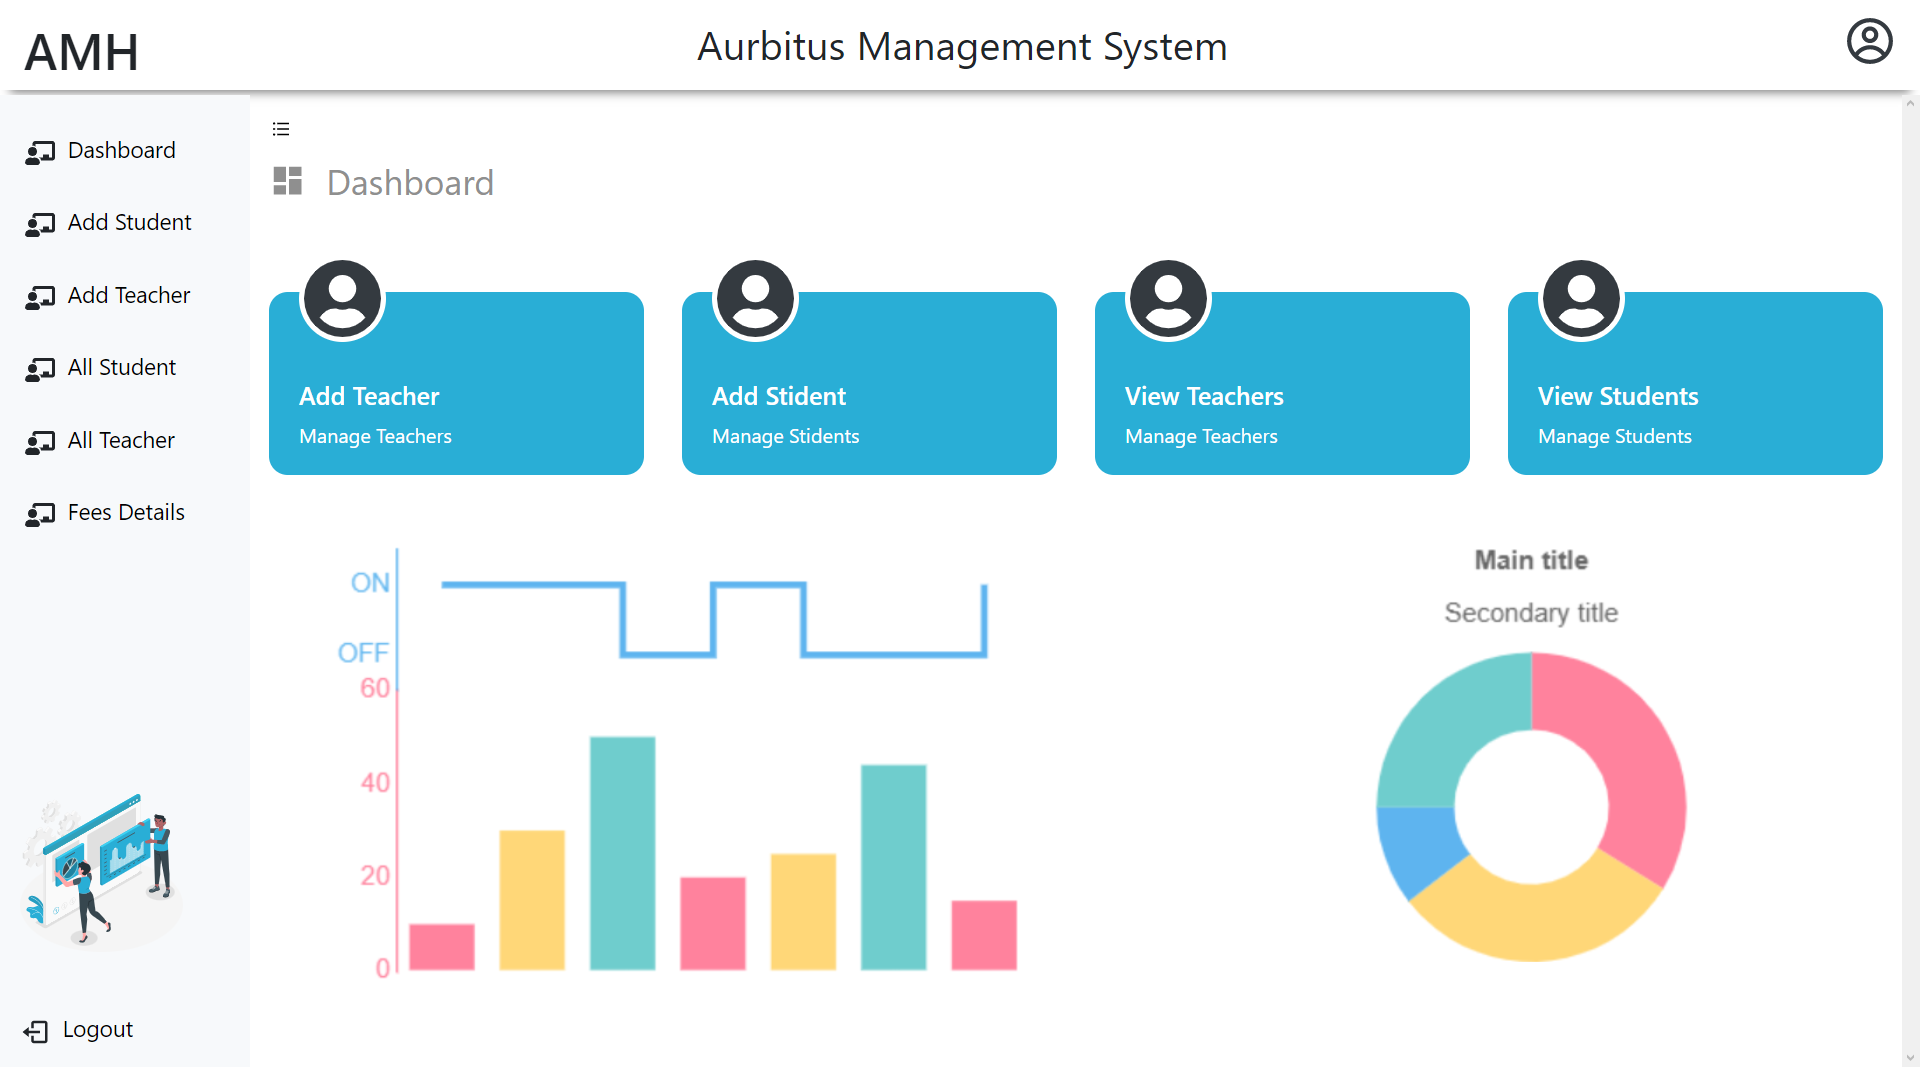 AMH
Aurbitus Management System
Dashboard
Add Student
Add Teacher
All Student
All Teacher
Fees Details
Logout
Dashboard
Add Teacher
Manage Teachers
Add Stident
Manage Stidents
View Teachers
Manage Teachers
View Students
Manage Students
ON
OFF
60
40
20
0
Main title
Secondary title